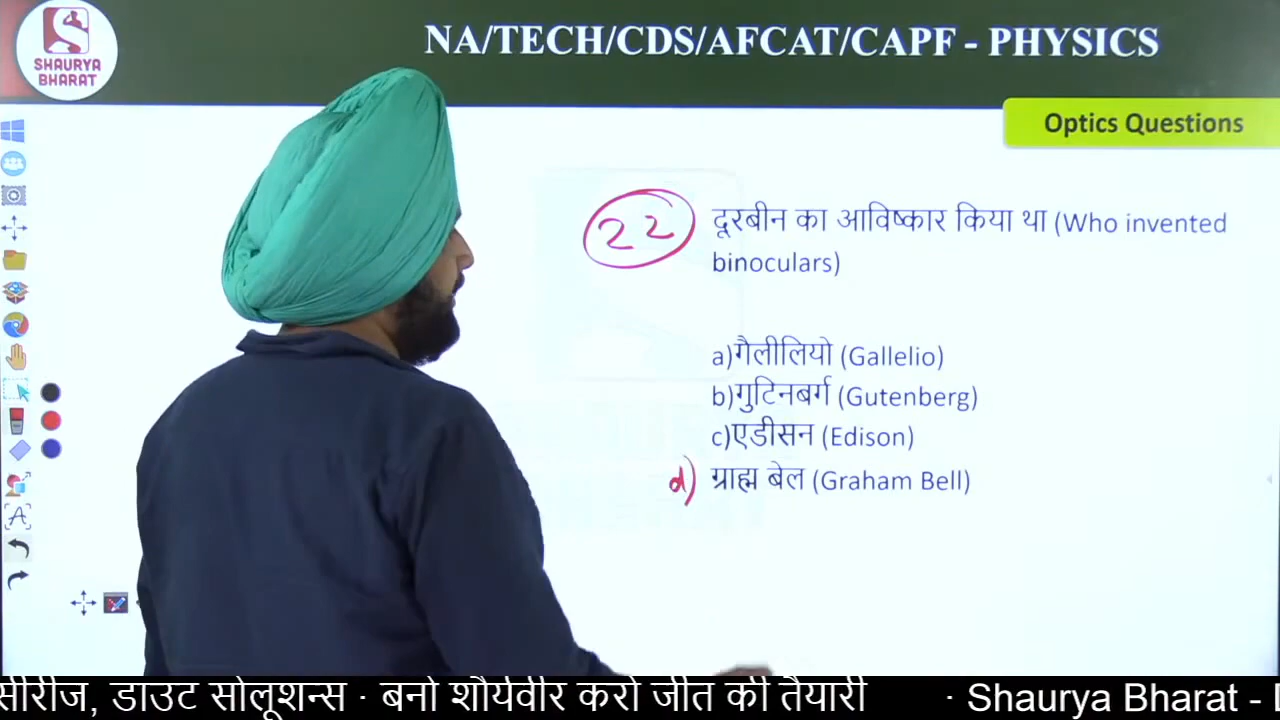 SHAURYA
BHARAT
NA/TECH/CDS/AFCAT/CAPF - PHYSICS
Optics Questions
22
दूरबीन का आविष्कार किया था (Who invented
binoculars)
a)गैलीलियो (Gallelio)
b)गुटिनबर्ग (Gutenberg)
c)एडीसन (Edison)
d) ग्राह्म बेल (Graham Bell)
सीरीज, डाउट सोलूशन्स · बनो शौर्यवीर करो जीत की तैयारी · Shaurya Bharat -